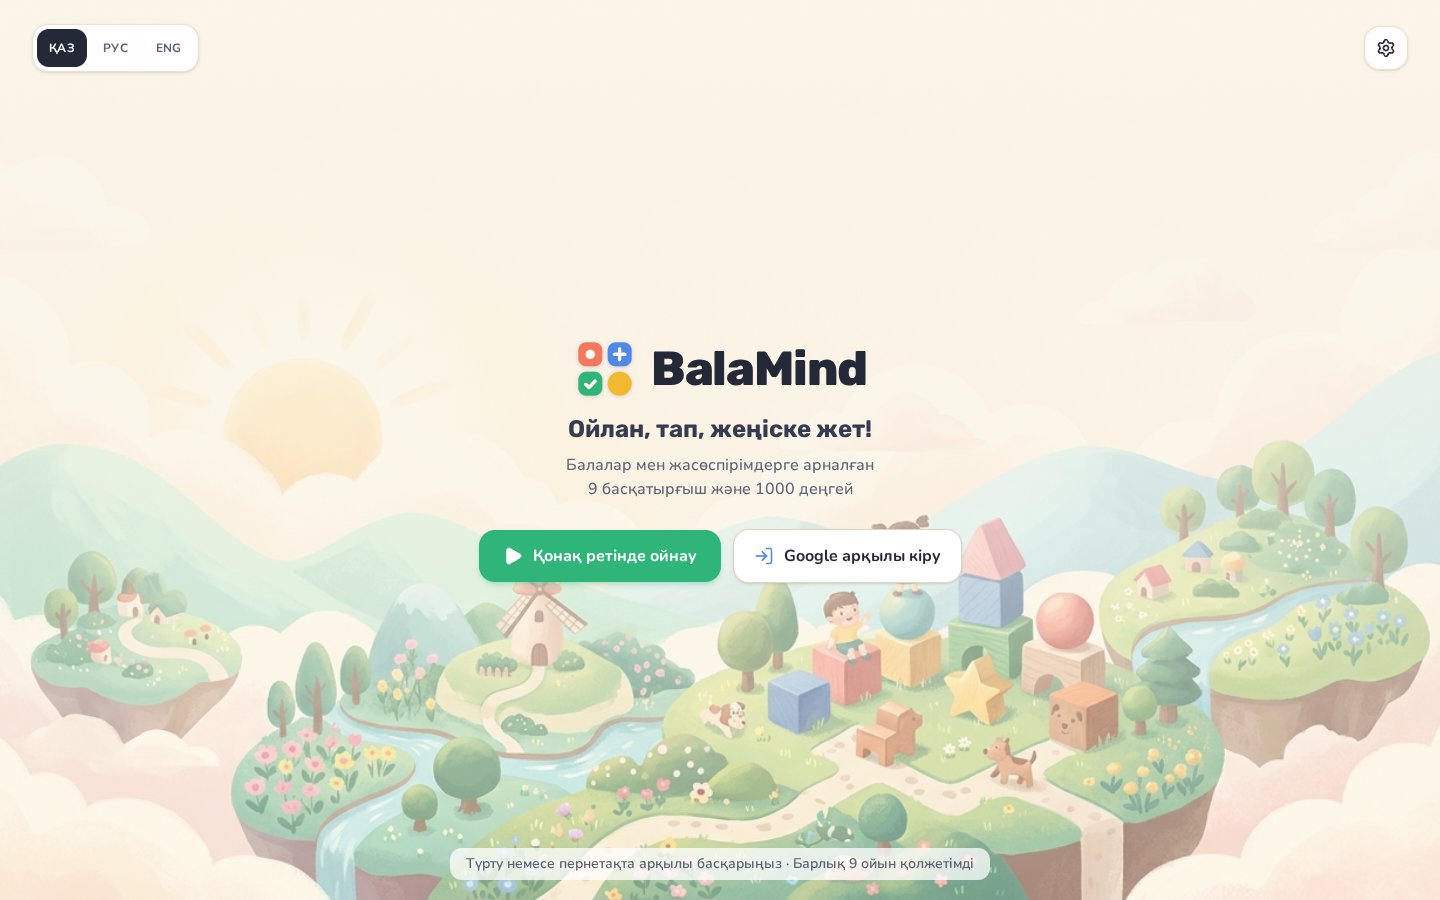 ҚАЗ РУС ENG
BalaMind
Ойлан, тап, жеңіске жет!
Балалар мен жасөспірімдерге арналған
9 басқатырғыш және 1000 деңгей
Қонақ ретінде ойнау
Google арқылы кіру
Түрту немесе пернетақта арқылы басқарыңыз · Барлық 9 ойын қолжетімді